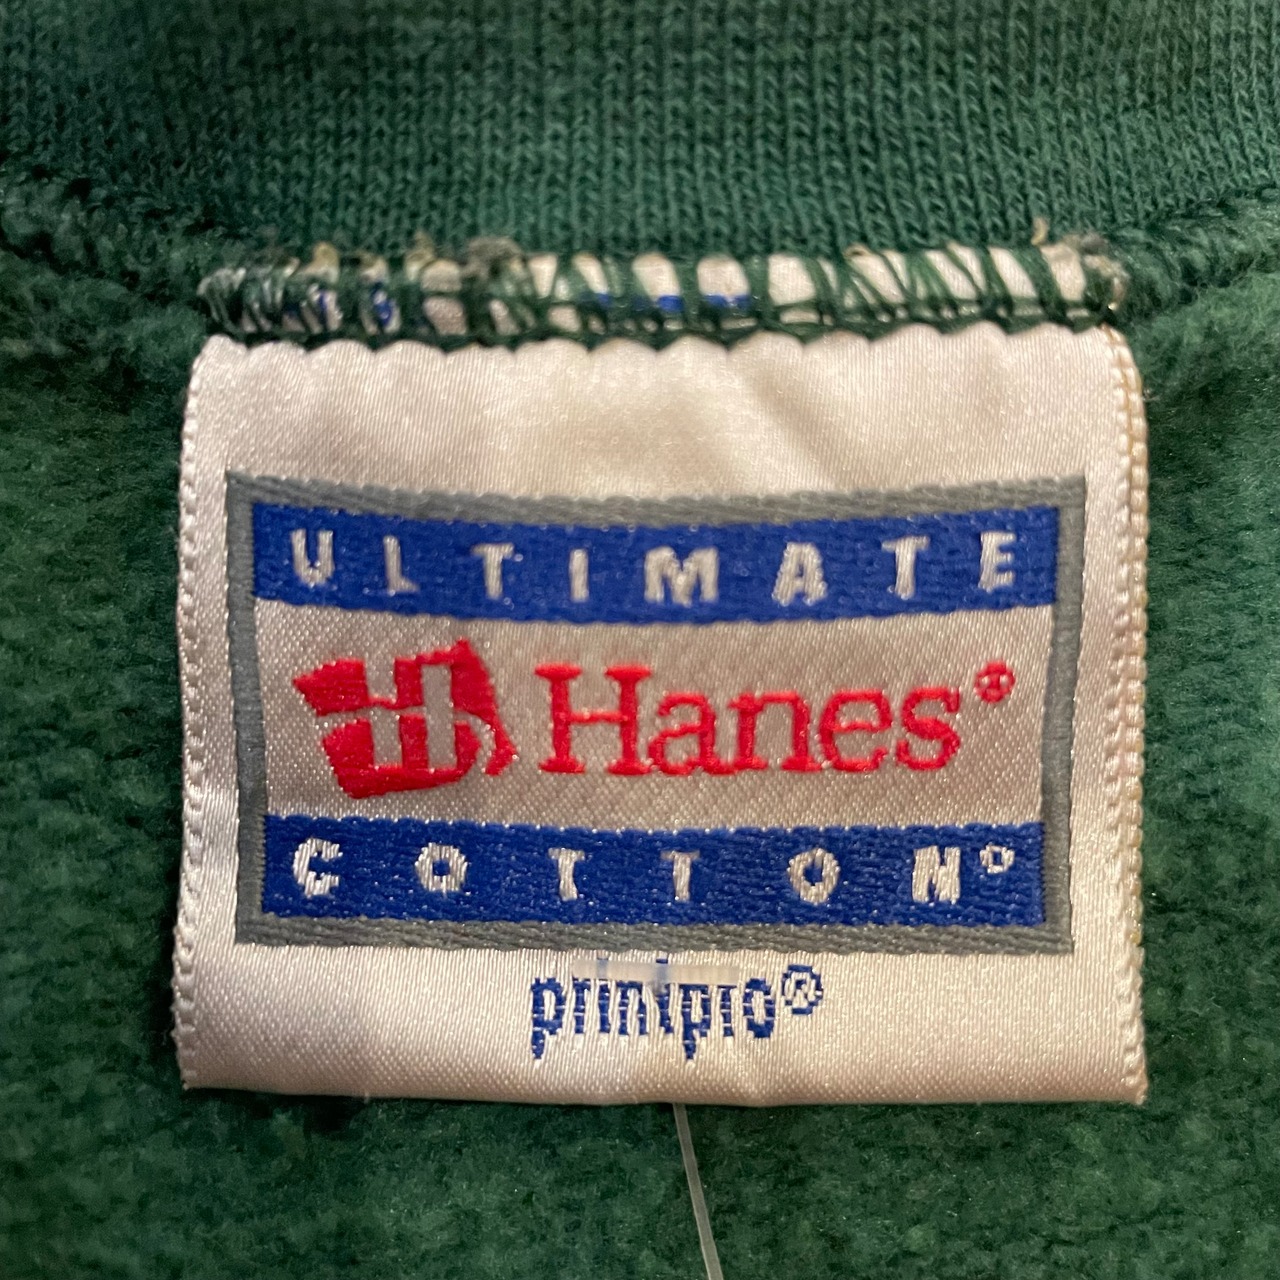 ULTIMATE
H Hanes®
COTTON®
printpro®